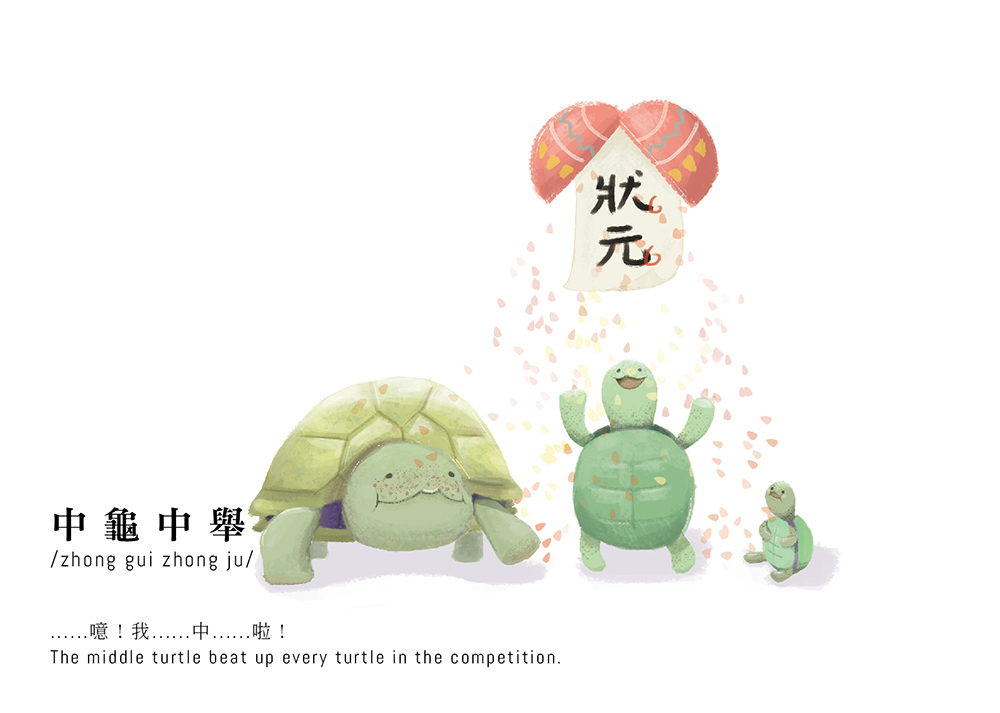 狀
元
中龜中舉
/zhong gui zhong ju/
......噫！我......中......啦！
The middle turtle beat up every turtle in the competition.